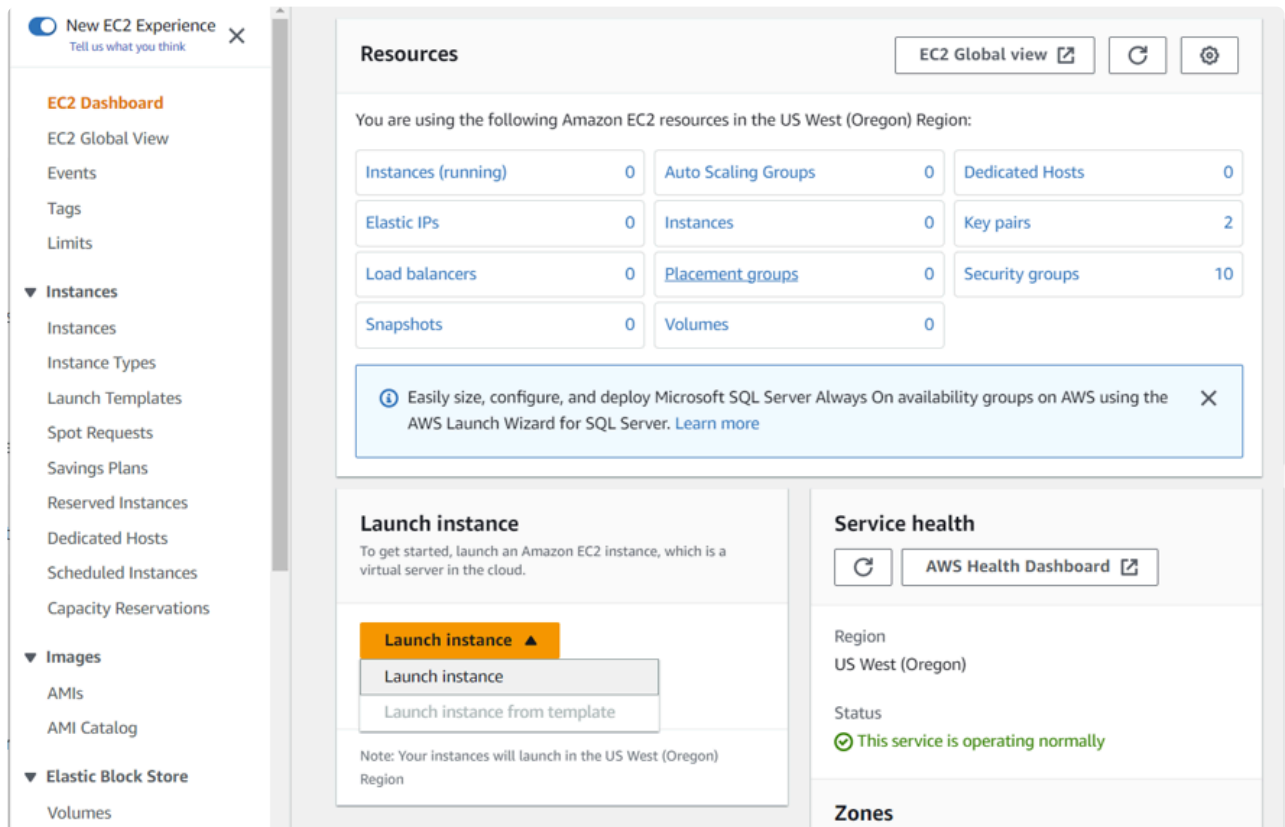 New EC2 Experience
Tell us what you think
EC2 Dashboard
EC2 Global View
Events
Tags
Limits
Instances
Instances
Instance Types
Launch Templates
Spot Requests
Savings Plans
Reserved Instances
Dedicated Hosts
Scheduled Instances
Capacity Reservations
Images
AMIs
AMI Catalog
Elastic Block Store
Volumes
Resources
EC2 Global view
You are using the following Amazon EC2 resources in the US West (Oregon) Region:
Instances (running) 0 Auto Scaling Groups 0 Dedicated Hosts 0
Elastic IPs 0 Instances 0 Key pairs 2
Load balancers 0 Placement groups 0 Security groups 10
Snapshots 0 Volumes 0
Easily size, configure, and deploy Microsoft SQL Server Always On availability groups on AWS using the
AWS Launch Wizard for SQL Server. Learn more
Launch instance
To get started, launch an Amazon EC2 instance, which is a
virtual server in the cloud.
Launch instance
Launch instance
Launch instance from template
Note: Your instances will launch in the US West (Oregon)
Region
Service health
AWS Health Dashboard
Region
US West (Oregon)
Status
This service is operating normally
Zones